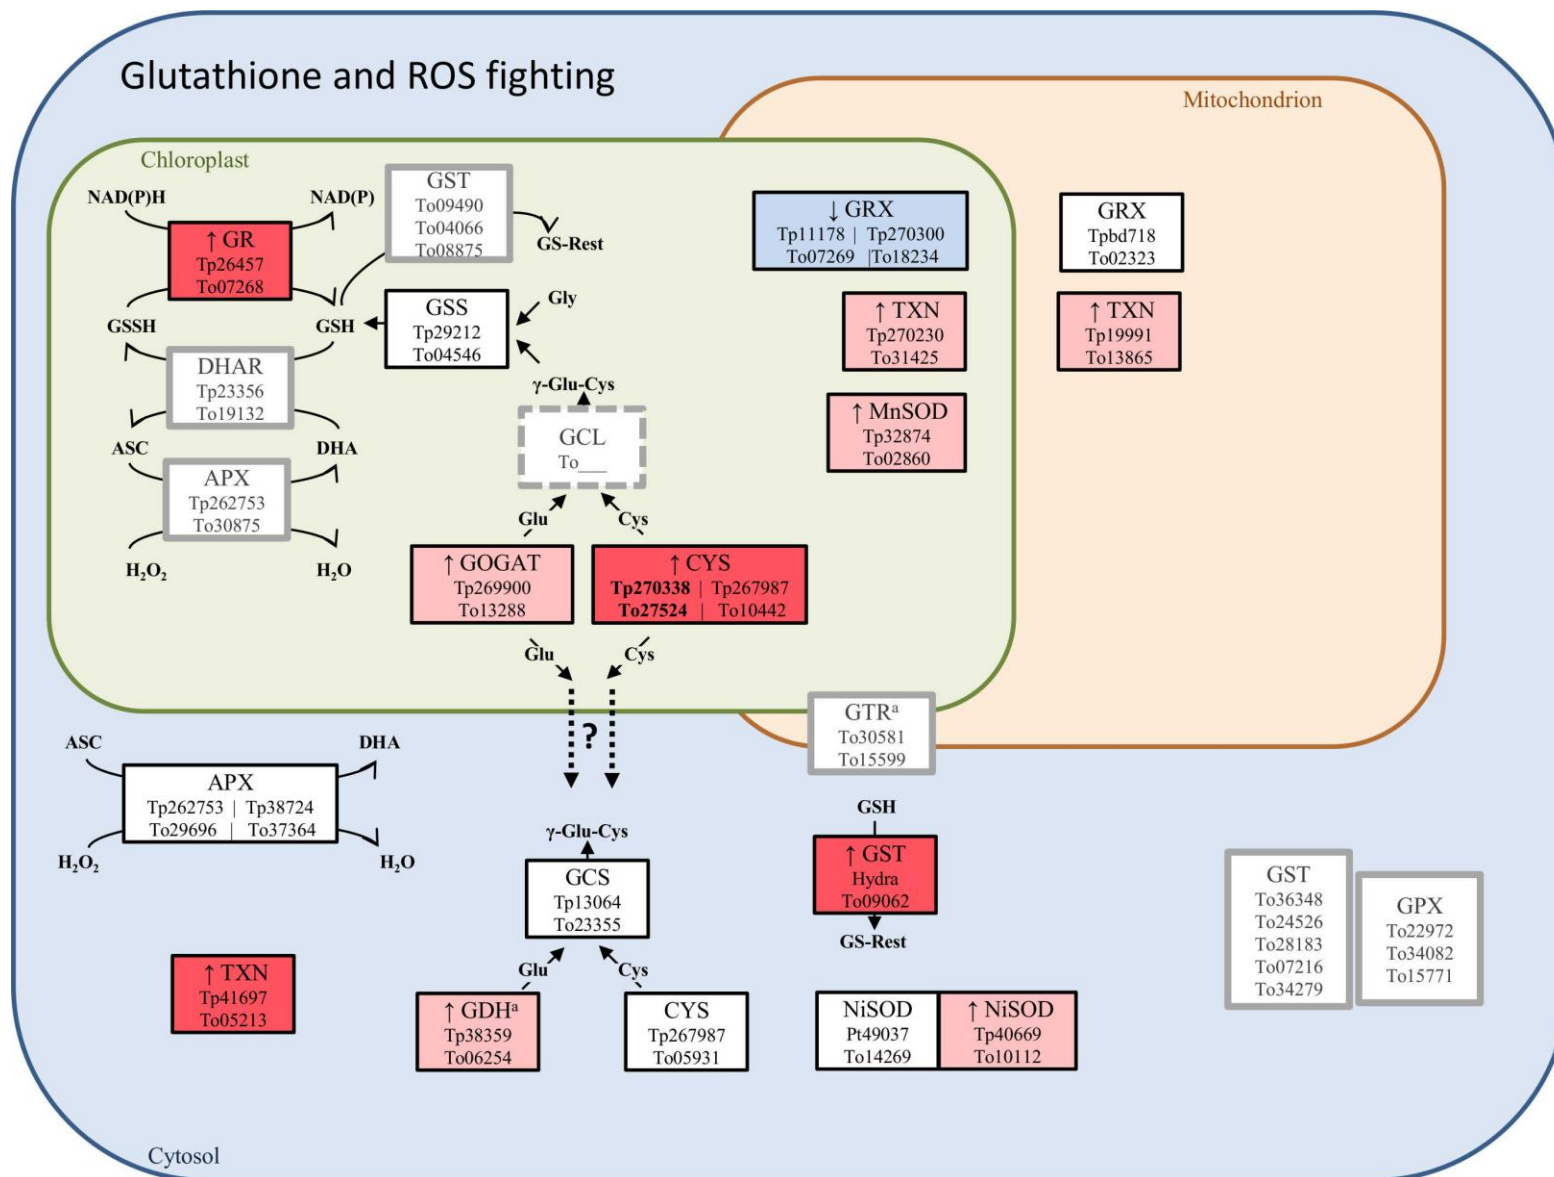 Glutathione and ROS fighting
Mitochondrion
Chloroplast
NAD(P)H
NAD(P)
↑ GR
Tp26457
To07268
GSSH
GSH
GST
To09490
To04066
To08875
GS-Rest
GSS
Tp29212
To04546
Gly
γ-Glu-Cys
DHAR
Tp23356
To19132
ASC
DHA
APX
Tp262753
To30875
H₂O₂
H₂O
GCL
To___
Glu
Cys
↑ GOGAT
Tp269900
To13288
↑ CYS
Tp270338 | Tp267987
To27524 | To10442
Glu
Cys
?
↓ GRX
Tp11178 | Tp270300
To07269 |To18234
↑ TXN
Tp270230
To31425
↑ MnSOD
Tp32874
To02860
GRX
Tpbd718
To02323
↑ TXN
Tp19991
To13865
GTRᵃ
To30581
To15599
ASC
DHA
APX
Tp262753 | Tp38724
To29696 | To37364
H₂O₂
H₂O
γ-Glu-Cys
GCS
Tp13064
To23355
Glu
Cys
↑ GDHᵃ
Tp38359
To06254
CYS
Tp267987
To05931
↑ TXN
Tp41697
To05213
GSH
↑ GST
Hydra
To09062
GS-Rest
NiSOD
Pt49037
To14269
↑ NiSOD
Tp40669
To10112
GST
To36348
To24526
To28183
To07216
To34279
GPX
To22972
To34082
To15771
Cytosol